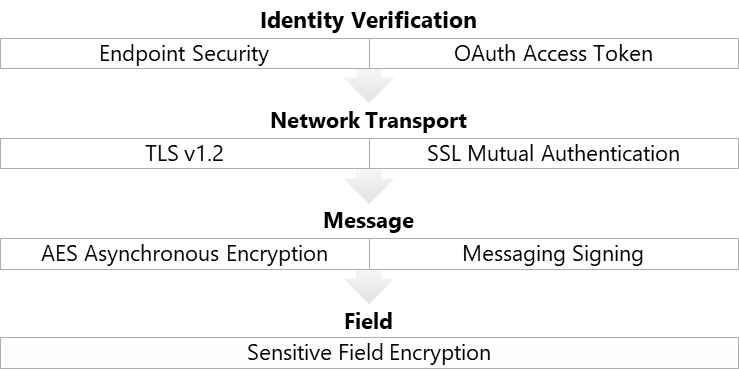 Identity Verification
Endpoint Security
OAuth Access Token
Network Transport
TLS v1.2
SSL Mutual Authentication
Message
AES Asynchronous Encryption
Messaging Signing
Field
Sensitive Field Encryption